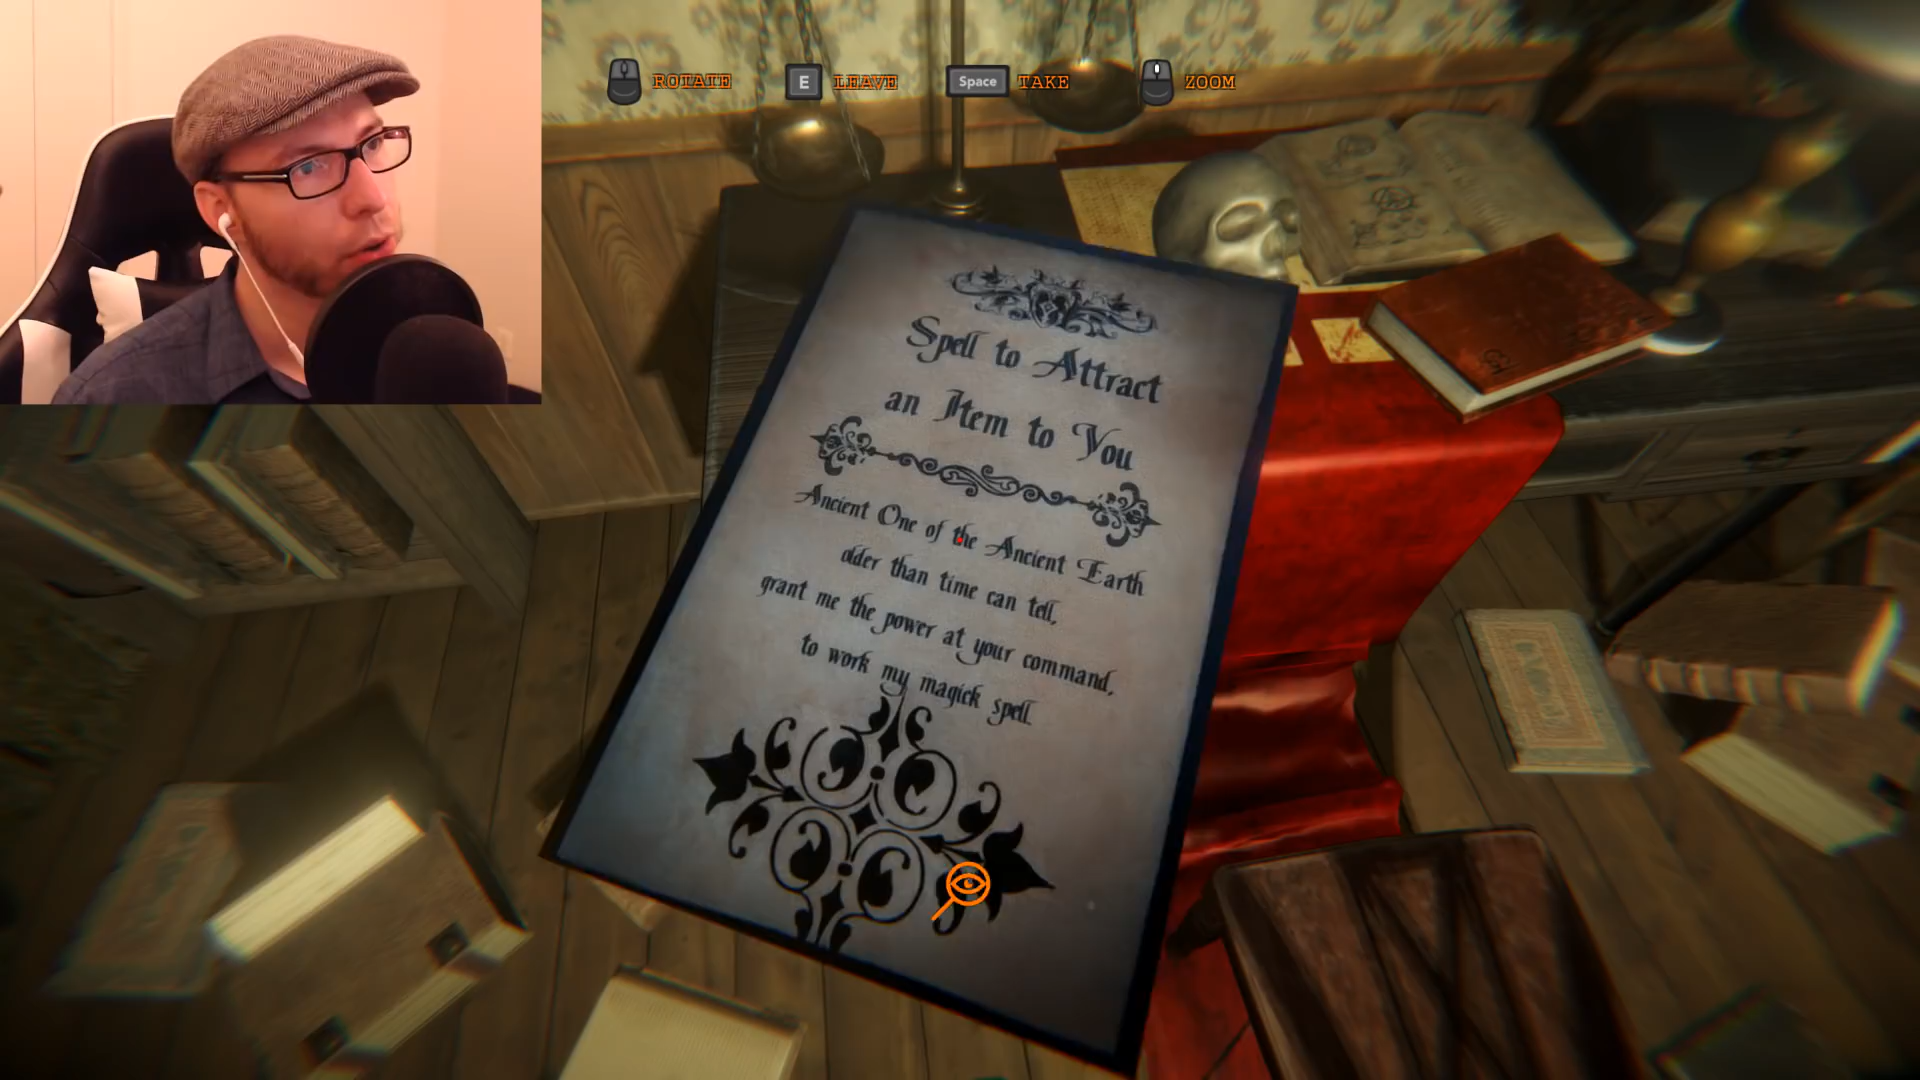 ROTATE E LEAVE Space TAKE ZOOM
Spell to Attract
an Item to You
Ancient One of the Ancient Earth
older than time can tell,
grant me the power at your command,
to work my magick spell.